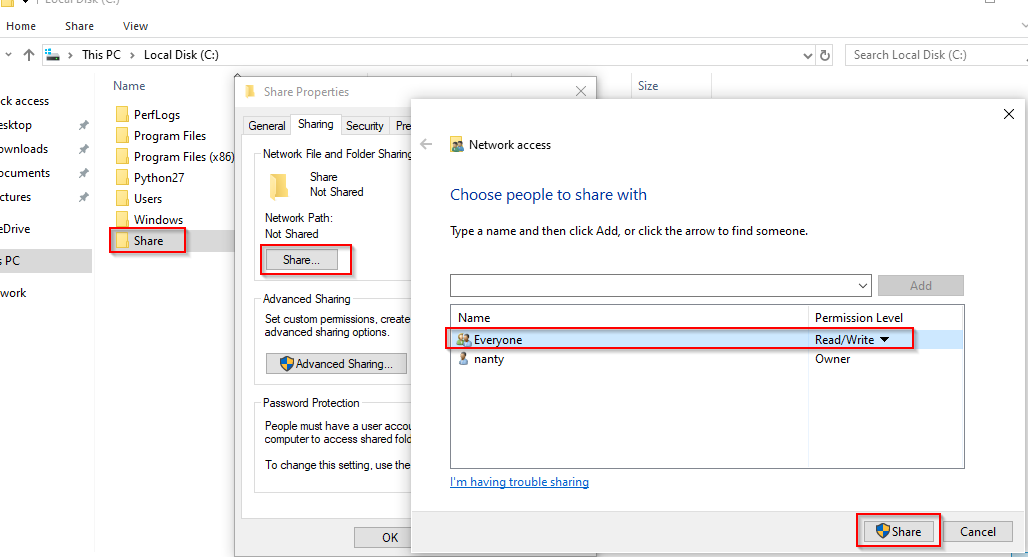 Local Disk (C:)
Home Share View
This PC Local Disk (C:)
Search Local Disk (C:)
ck access
esktop
ownloads
ocuments
ctures
eDrive
s PC
work
Name
Size
PerfLogs
Program Files
Program Files (x86)
Python27
Users
Windows
Share
Share Properties
General Sharing Security Pre
Network File and Folder Sharing
Share
Not Shared
Network Path:
Not Shared
Share...
Advanced Sharing
Set custom permissions, create
advanced sharing options.
Advanced Sharing...
Password Protection
People must have a user accou
computer to access shared fold
To change this setting, use the
OK
Network access
Choose people to share with
Type a name and then click Add, or click the arrow to find someone.
Add
Name Permission Level
Everyone Read/Write
nanty Owner
I'm having trouble sharing
Share Cancel